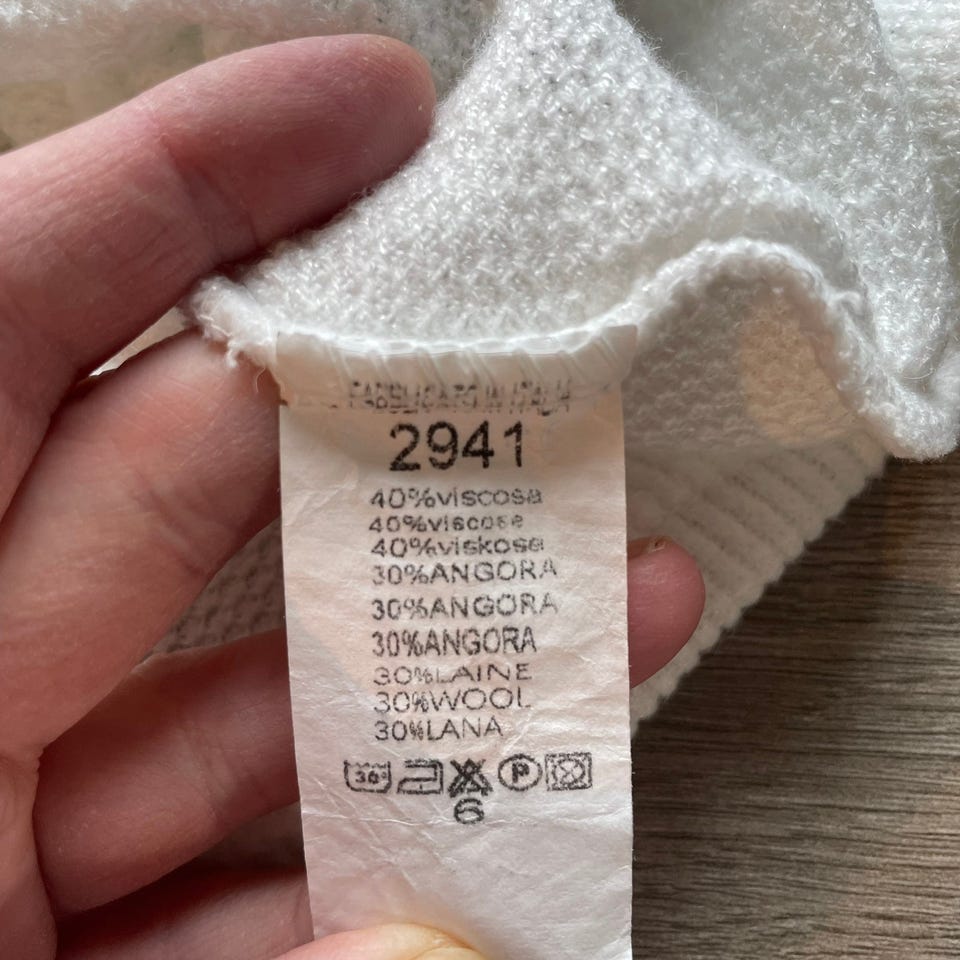 FABBLICATO IN ITALIA
2941
40%viscosa
40%viscose
40%viskose
30%ANGORA
30%ANGORA
30%ANGORA
30%LAINE
30%WOOL
30%LANA
30° P
6